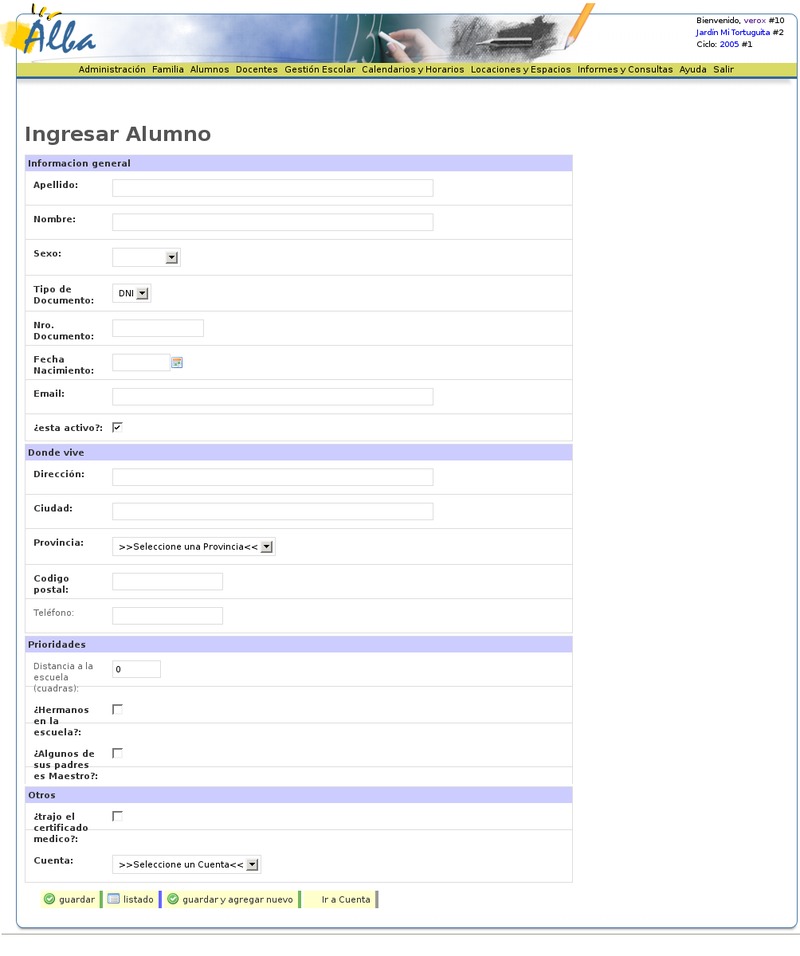 Alba
Bienvenido, verox #10
Jardín Mi Tortuguita #2
Ciclo: 2005 #1
Administración Familia Alumnos Docentes Gestión Escolar Calendarios y Horarios Locaciones y Espacios Informes y Consultas Ayuda Salir
Ingresar Alumno
Informacion general
Apellido:
Nombre:
Sexo:
Tipo de
Documento:
DNI
Nro.
Documento:
Fecha
Nacimiento:
Email:
¿esta activo?:
Donde vive
Dirección:
Ciudad:
Provincia:
>>Seleccione una Provincia<<
Codigo
postal:
Teléfono:
Prioridades
Distancia a la
escuela
(cuadras):
0
¿Hermanos
en la
escuela?:
¿Algunos de
sus padres
es Maestro?:
Otros
¿trajo el
certificado
medico?:
Cuenta:
>>Seleccione un Cuenta<<
guardar listado guardar y agregar nuevo Ir a Cuenta